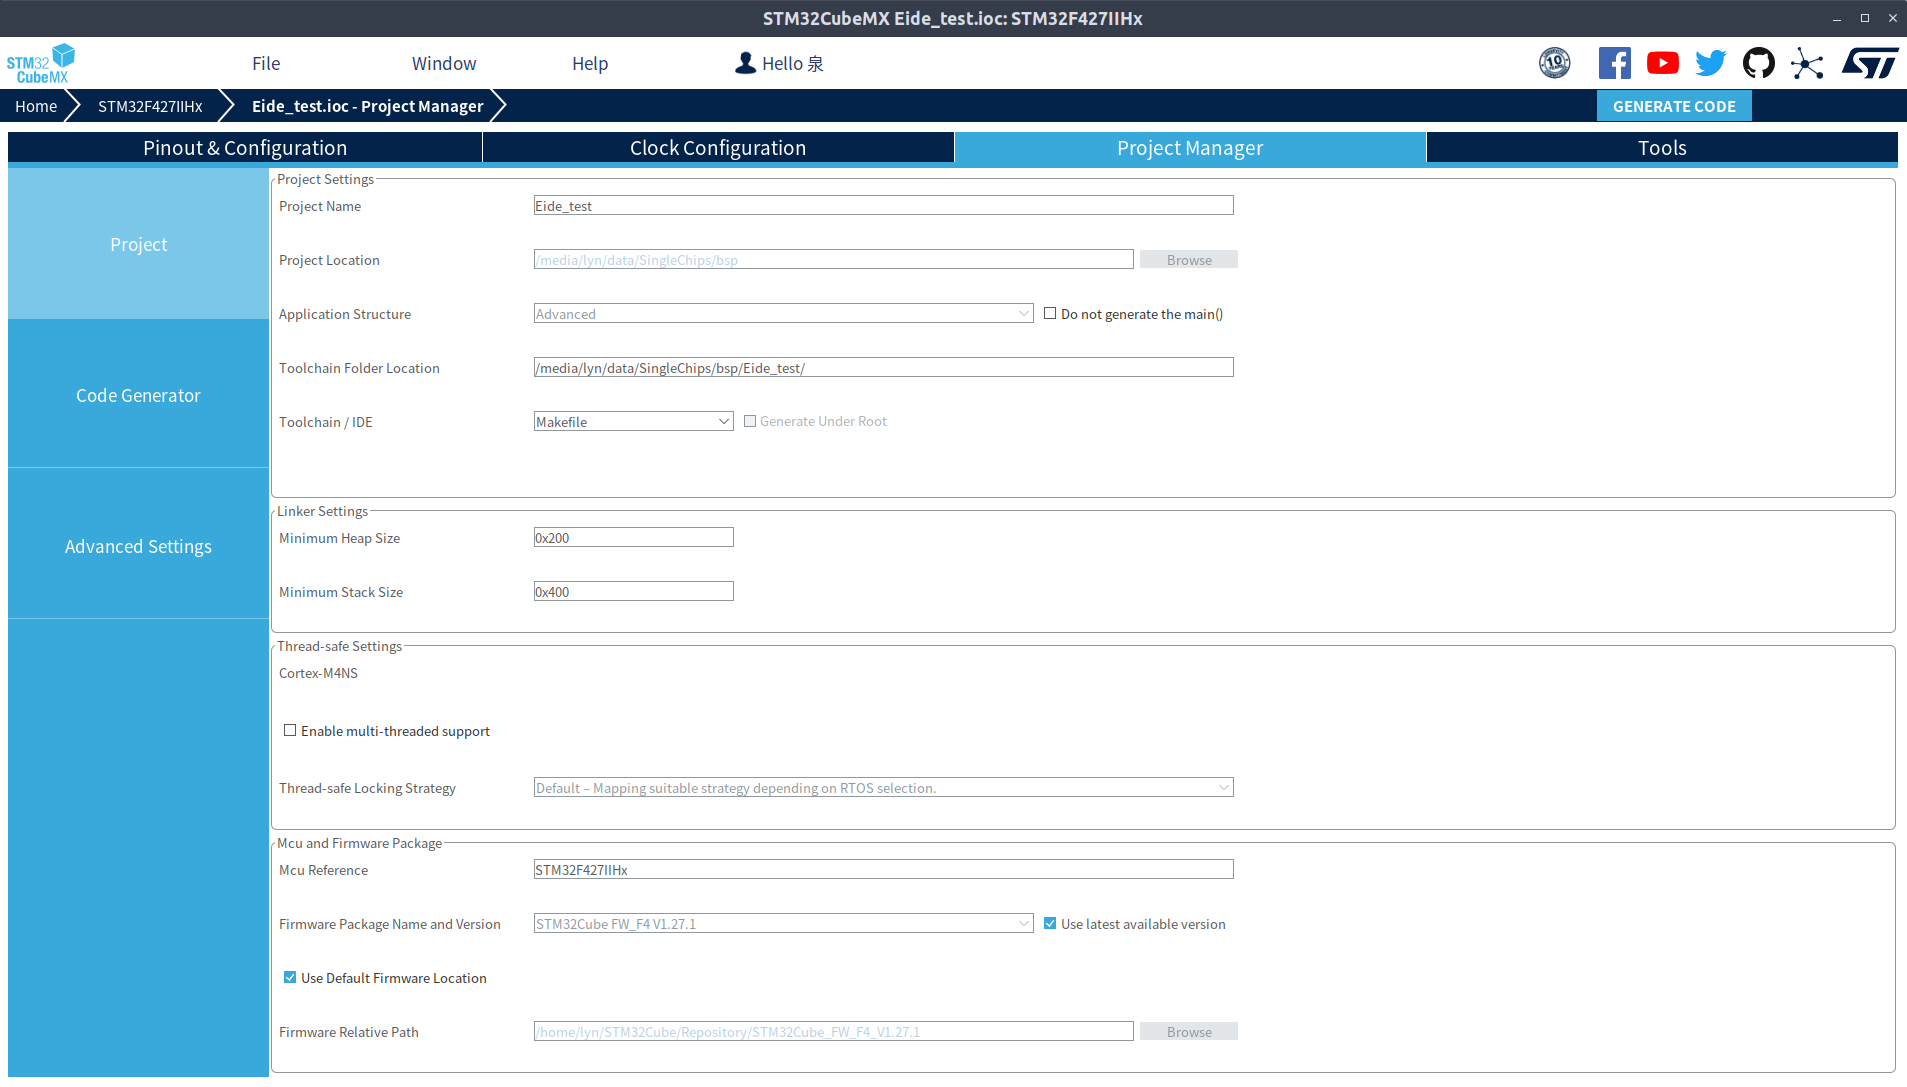 STM32CubeMX Eide_test.ioc: STM32F427IIHx
STM32
CubeMX
File
Window
Help
Hello 泉
10
Home
STM32F427IIHx
Eide_test.ioc - Project Manager
GENERATE CODE
Pinout & Configuration
Clock Configuration
Project Manager
Tools
Project
Code Generator
Advanced Settings
Project Settings
Project Name
Eide_test
Project Location
/media/lyn/data/SingleChips/bsp
Browse
Application Structure
Advanced
Do not generate the main()
Toolchain Folder Location
/media/lyn/data/SingleChips/bsp/Eide_test/
Toolchain / IDE
Makefile
Generate Under Root
Linker Settings
Minimum Heap Size
0x200
Minimum Stack Size
0x400
Thread-safe Settings
Cortex-M4NS
Enable multi-threaded support
Thread-safe Locking Strategy
Default – Mapping suitable strategy depending on RTOS selection.
Mcu and Firmware Package
Mcu Reference
STM32F427IIHx
Firmware Package Name and Version
STM32Cube FW_F4 V1.27.1
Use latest available version
Use Default Firmware Location
Firmware Relative Path
/home/lyn/STM32Cube/Repository/STM32Cube_FW_F4_V1.27.1
Browse